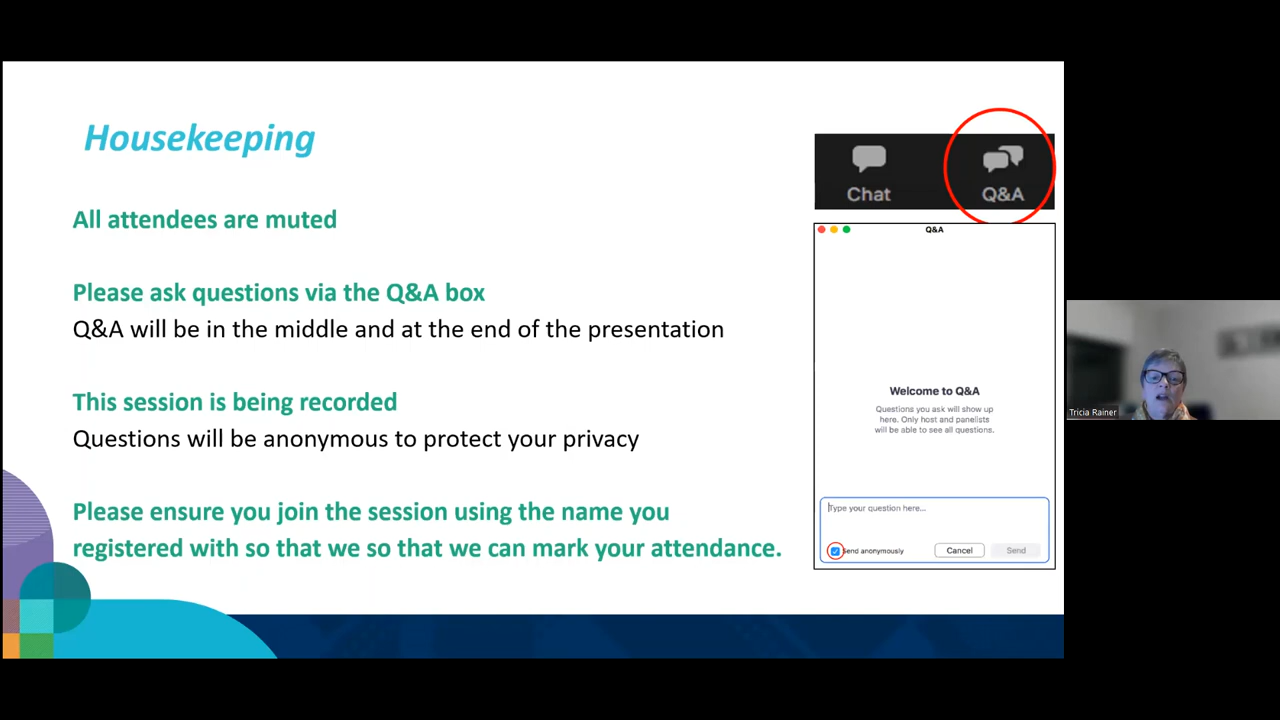 Housekeeping
All attendees are muted
Please ask questions via the Q&A box
Q&A will be in the middle and at the end of the presentation
This session is being recorded
Questions will be anonymous to protect your privacy
Please ensure you join the session using the name you
registered with so that we so that we can mark your attendance.
Chat
Q&A
Q&A
Welcome to Q&A
Questions you ask will show up
here. Only host and panelists
will be able to see all questions.
Type your question here...
Send anonymously
Cancel
Send
Tricia Rainer